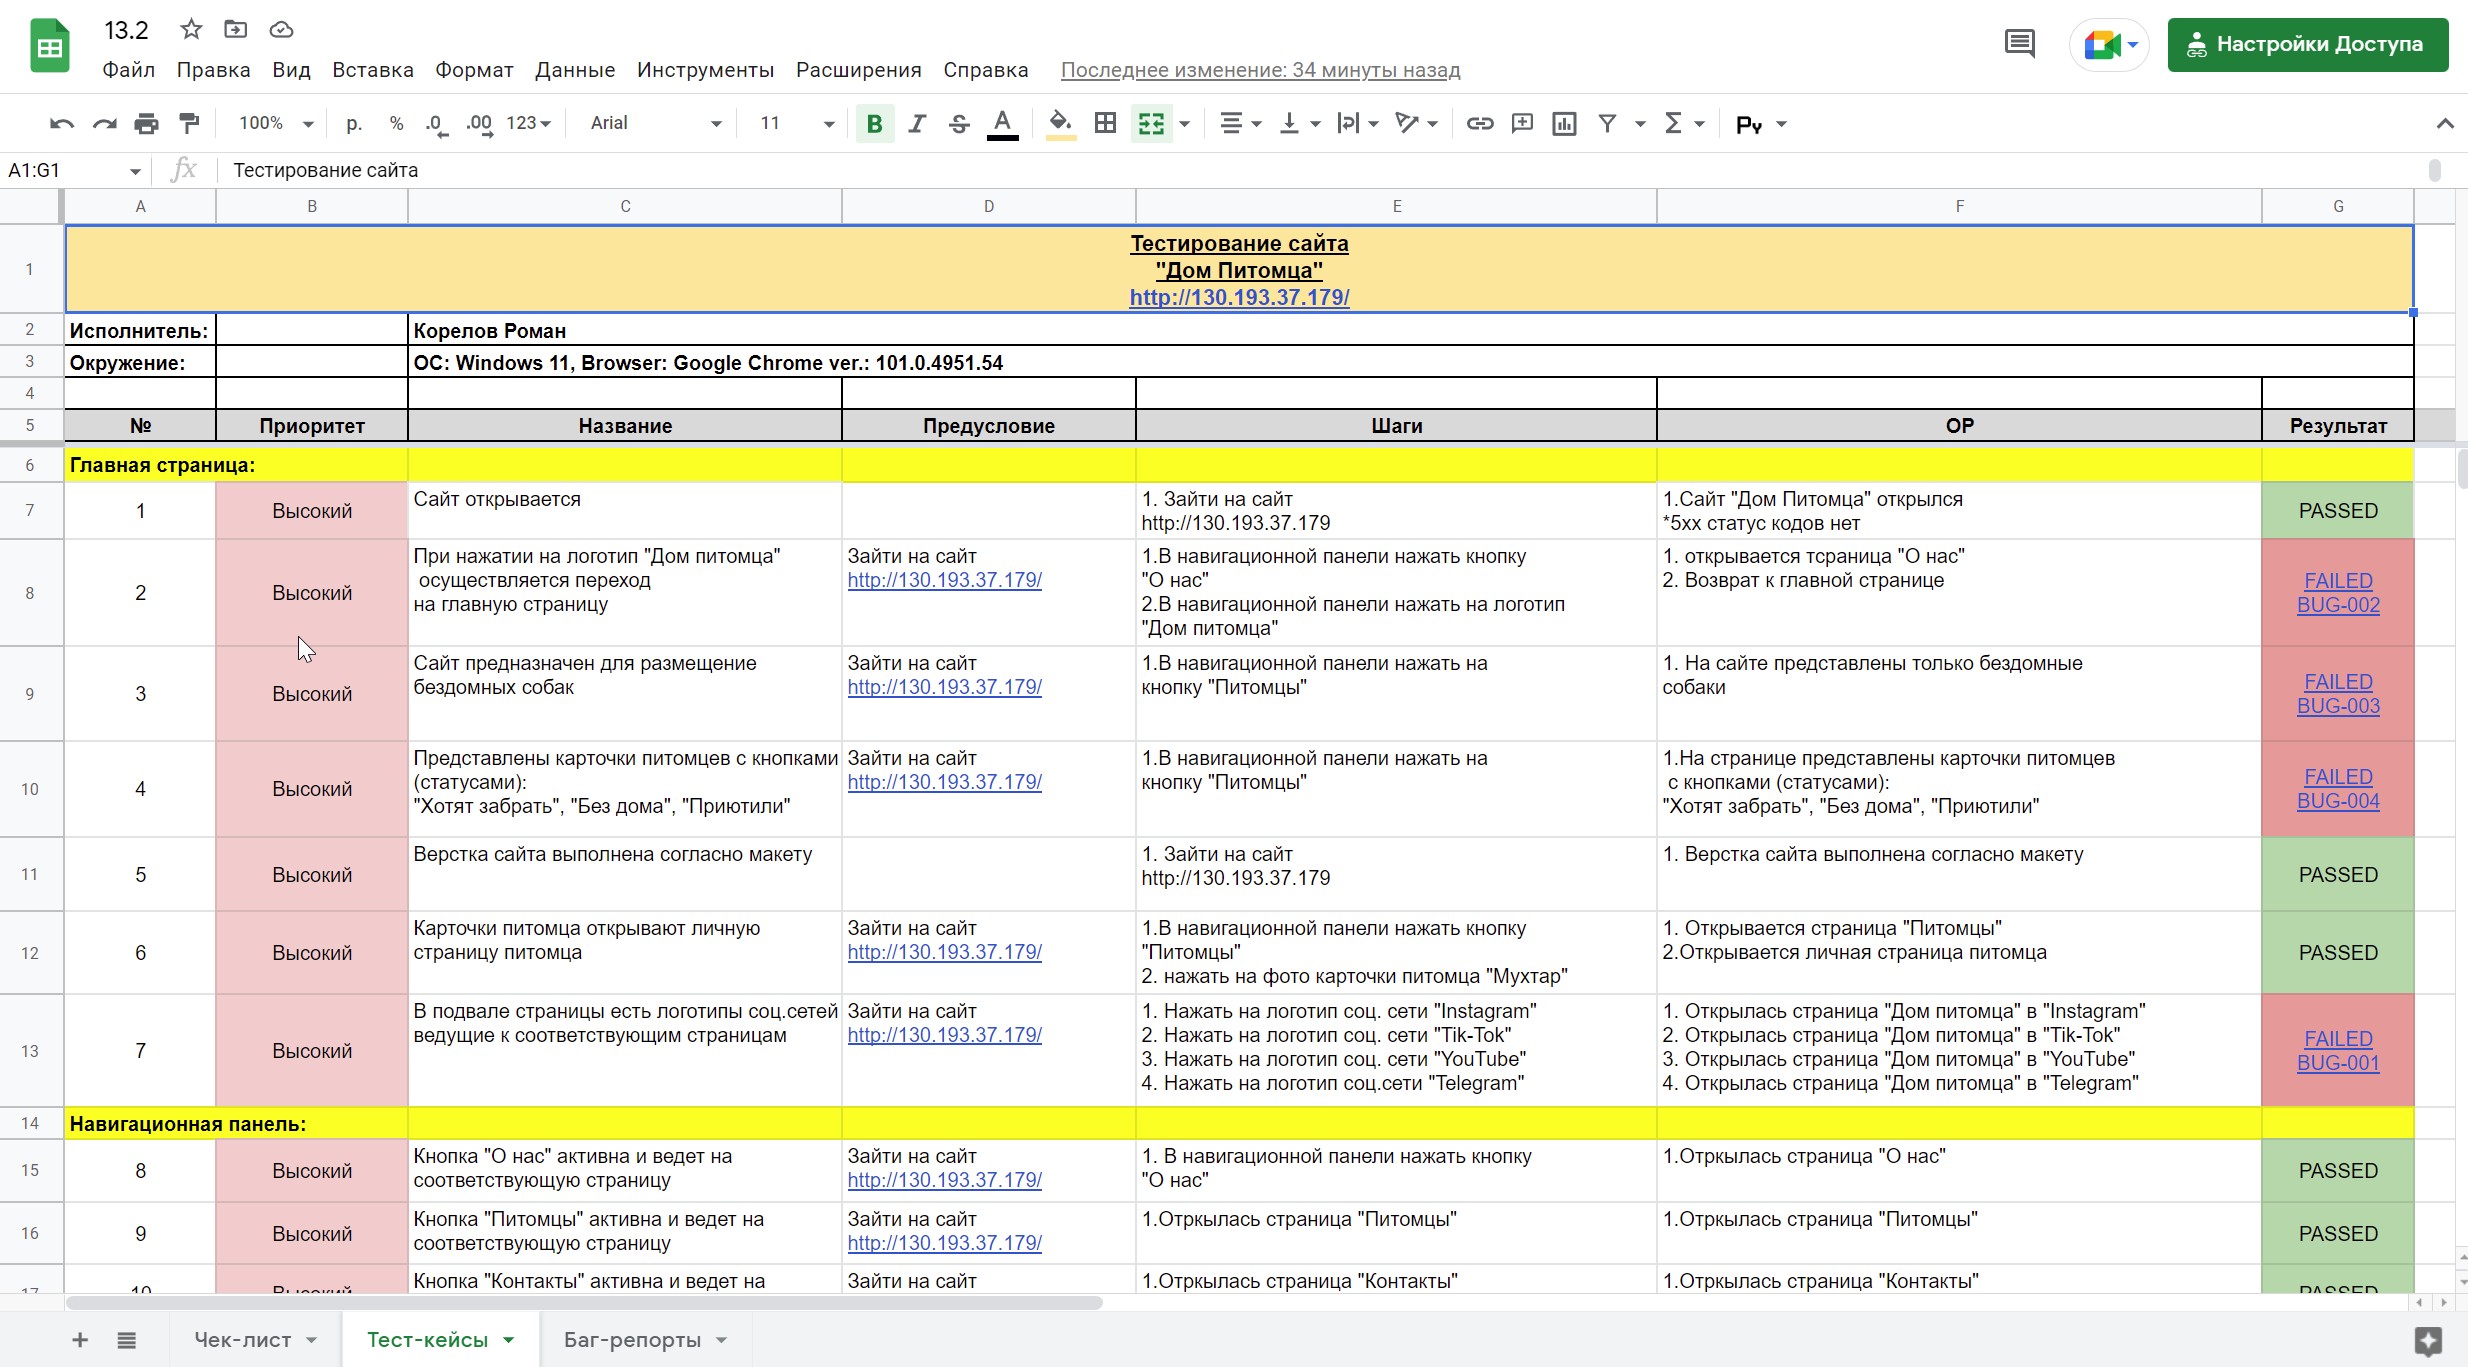 13.2
Файл Правка Вид Вставка Формат Данные Инструменты Расширения Справка Последнее изменение: 34 минуты назад
Настройки Доступа
100% р. % .0 .00 123 Arial 11 B I S A Σ Py
A1:G1 fx Тестирование сайта
A B C D E F G
1
Тестирование сайта
"Дом Питомца"
http://130.193.37.179/
2 Исполнитель: Корелов Роман
3 Окружение: ОС: Windows 11, Browser: Google Chrome ver.: 101.0.4951.54
4
5 № Приоритет Название Предусловие Шаги ОР Результат
6 Главная страница:
7 1 Высокий
Сайт открывается
1. Зайти на сайт
http://130.193.37.179
1.Сайт "Дом Питомца" открылся
*5xx статус кодов нет
PASSED
8 2 Высокий
При нажатии на логотип "Дом питомца"
осуществляется переход
на главную страницу
Зайти на сайт
http://130.193.37.179/
1.В навигационной панели нажать кнопку
"О нас"
2.В навигационной панели нажать на логотип
"Дом питомца"
1. открывается тсраница "О нас"
2. Возврат к главной странице
FAILED
BUG-002
9 3 Высокий
Сайт предназначен для размещение
бездомных собак
Зайти на сайт
http://130.193.37.179/
1.В навигационной панели нажать на
кнопку "Питомцы"
1. На сайте представлены только бездомные
собаки
FAILED
BUG-003
10 4 Высокий
Представлены карточки питомцев с кнопками
(статусами):
"Хотят забрать", "Без дома", "Приютили"
Зайти на сайт
http://130.193.37.179/
1.В навигационной панели нажать на
кнопку "Питомцы"
1.На странице представлены карточки питомцев
с кнопками (статусами):
"Хотят забрать", "Без дома", "Приютили"
FAILED
BUG-004
11 5 Высокий
Верстка сайта выполнена согласно макету
1. Зайти на сайт
http://130.193.37.179
1. Верстка сайта выполнена согласно макету
PASSED
12 6 Высокий
Карточки питомца открывают личную
страницу питомца
Зайти на сайт
http://130.193.37.179/
1.В навигационной панели нажать кнопку
"Питомцы"
2. нажать на фото карточки питомца "Мухтар"
1. Открывается страница "Питомцы"
2.Открывается личная страница питомца
PASSED
13 7 Высокий
В подвале страницы есть логотипы соц.сетей
ведущие к соответствующим страницам
Зайти на сайт
http://130.193.37.179/
1. Нажать на логотип соц. сети "Instagram"
2. Нажать на логотип соц. сети "Tik-Tok"
3. Нажать на логотип соц. сети "YouTube"
4. Нажать на логотип соц.сети "Telegram"
1. Открылась страница "Дом питомца" в "Instagram"
2. Открылась страница "Дом питомца" в "Tik-Tok"
3. Открылась страница "Дом питомца" в "YouTube"
4. Открылась страница "Дом питомца" в "Telegram"
FAILED
BUG-001
14 Навигационная панель:
15 8 Высокий
Кнопка "О нас" активна и ведет на
соответствующую страницу
Зайти на сайт
http://130.193.37.179/
1. В навигационной панели нажать кнопку
"О нас"
1.Отркылась страница "О нас"
PASSED
16 9 Высокий
Кнопка "Питомцы" активна и ведет на
соответствующую страницу
Зайти на сайт
http://130.193.37.179/
1.Отркылась страница "Питомцы"
1.Отркылась страница "Питомцы"
PASSED
17 10 Высокий
Кнопка "Контакты" активна и ведет на
Зайти на сайт
1.Отркылась страница "Контакты"
1.Отркылась страница "Контакты"
PASSED
Чек-лист Тест-кейсы Баг-репорты